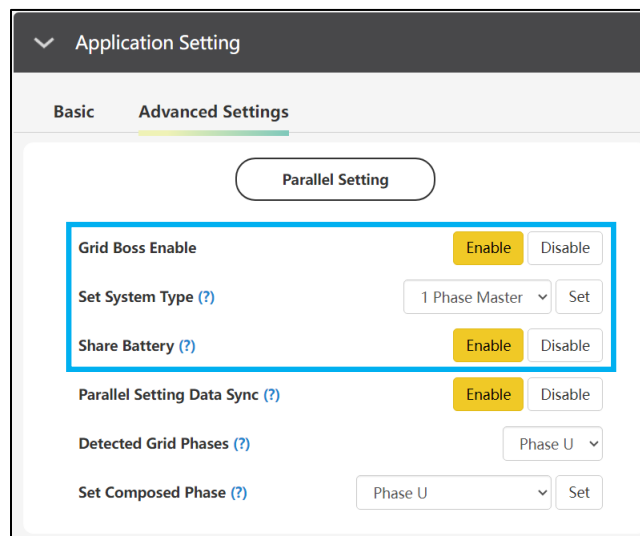 Application Setting
Basic Advanced Settings
Parallel Setting
Grid Boss Enable Enable Disable
Set System Type (?) 1 Phase Master Set
Share Battery (?) Enable Disable
Parallel Setting Data Sync (?) Enable Disable
Detected Grid Phases (?) Phase U
Set Composed Phase (?) Phase U Set